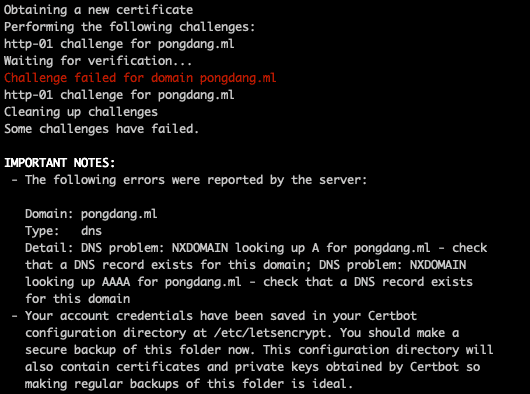 Obtaining a new certificate
Performing the following challenges:
http-01 challenge for pongdang.ml
Waiting for verification...
Challenge failed for domain pongdang.ml
http-01 challenge for pongdang.ml
Cleaning up challenges
Some challenges have failed.
IMPORTANT NOTES:
- The following errors were reported by the server:
Domain: pongdang.ml
Type: dns
Detail: DNS problem: NXDOMAIN looking up A for pongdang.ml - check
that a DNS record exists for this domain; DNS problem: NXDOMAIN
looking up AAAA for pongdang.ml - check that a DNS record exists
for this domain
- Your account credentials have been saved in your Certbot
configuration directory at /etc/letsencrypt. You should make a
secure backup of this folder now. This configuration directory will
also contain certificates and private keys obtained by Certbot so
making regular backups of this folder is ideal.